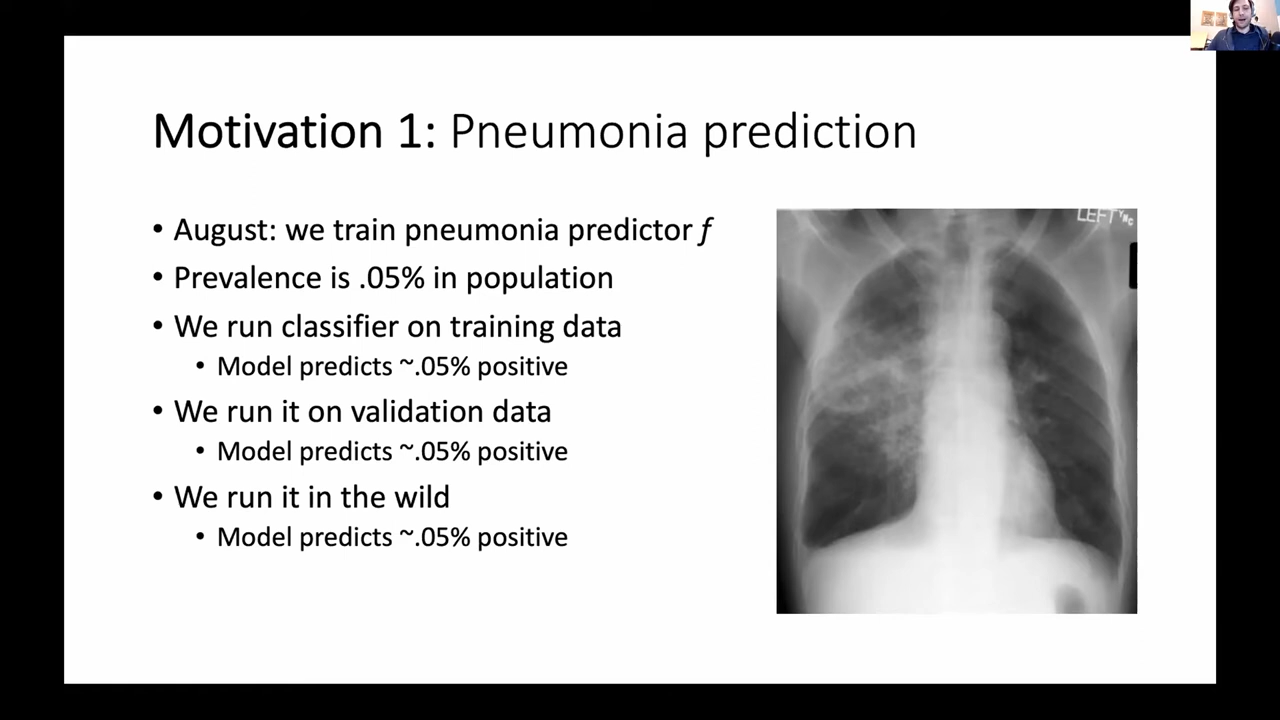 Motivation 1: Pneumonia prediction
• August: we train pneumonia predictor f
• Prevalence is .05% in population
• We run classifier on training data
• Model predicts ~.05% positive
• We run it on validation data
• Model predicts ~.05% positive
• We run it in the wild
• Model predicts ~.05% positive
LEFT